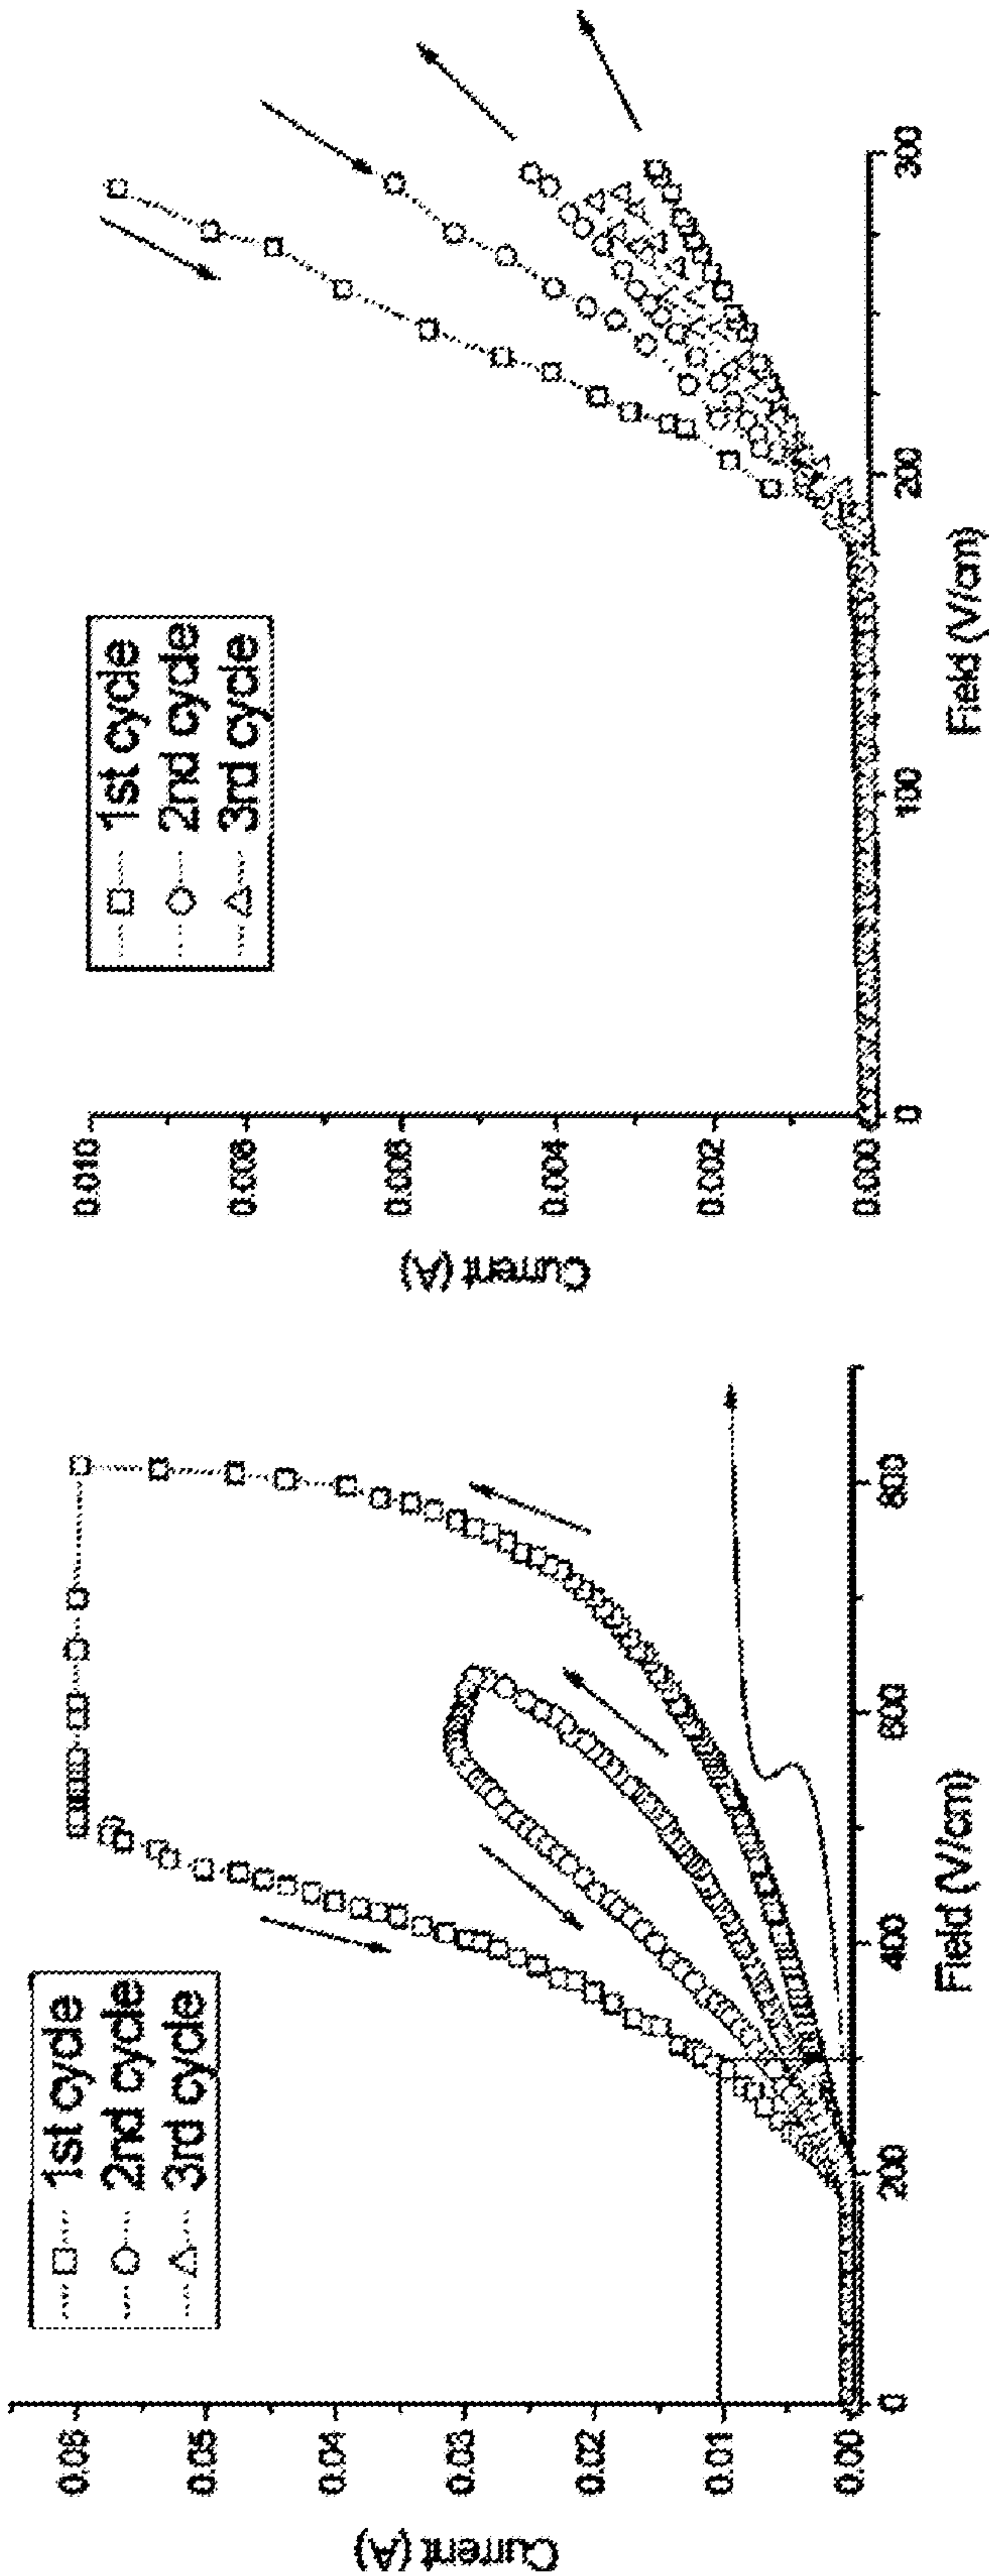 0.06
0.05
0.04
0.03
0.02
0.01
0.00
Current (A)
1st cycle
2nd cycle
3rd cycle
0
200
400
600
800
Field (V/cm)
0.010
0.008
0.006
0.004
0.002
0.000
Current (A)
1st cycle
2nd cycle
3rd cycle
0
100
200
300
Field (V/cm)